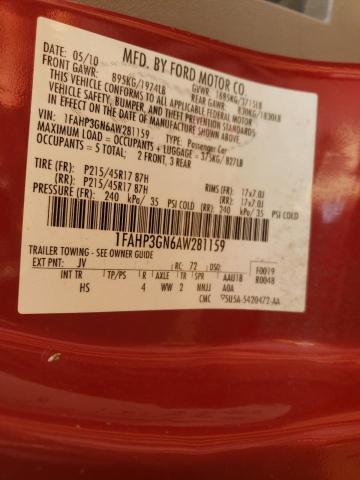 MFD. BY FORD MOTOR CO.
05/10
GVWR: 1685KG/3715LB
FRONT GAWR: 895KG/1974LB
REAR GAWR: 830KG/1830LB
THIS VEHICLE CONFORMS TO ALL APPLICABLE FEDERAL MOTOR
VEHICLE SAFETY, BUMPER, AND THEFT PREVENTION STANDARDS IN
EFFECT ON THE DATE OF MANUFACTURE SHOWN ABOVE.
VIN: 1FAHP3GN6AW281159 TYPE: Passenger Car
MAXIMUM LOAD = OCCUPANTS + LUGGAGE = 375KG/827LB
OCCUPANTS = 5 TOTAL; 2 FRONT, 3 REAR
TIRE (FR): P215/45R17 87H RIMS (FR): 17x7.0J
(RR): P215/45R17 87H (RR): 17x7.0J
PRESSURE (FR): 240 kPa/ 35 PSI COLD (RR) 240 kPa/ 35 PSI COLD
1FAHP3GN6AW281159
TRAILER TOWING - SEE OWNER GUIDE
EXT PNT: JV RC: 72 DSO: F0019
INT TR TP/PS R AXLE TR SPR AAU1B R0048
HS 4 WW 2 NNJJ A0A
CMC 5U5A-5420472-AA